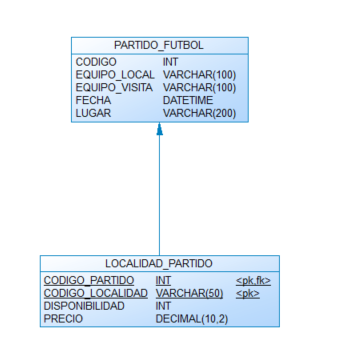 PARTIDO_FUTBOL
CODIGO INT
EQUIPO_LOCAL VARCHAR(100)
EQUIPO_VISITA VARCHAR(100)
FECHA DATETIME
LUGAR VARCHAR(200)
LOCALIDAD_PARTIDO
CODIGO_PARTIDO INT <pk,fk>
CODIGO_LOCALIDAD VARCHAR(50) <pk>
DISPONIBILIDAD INT
PRECIO DECIMAL(10,2)